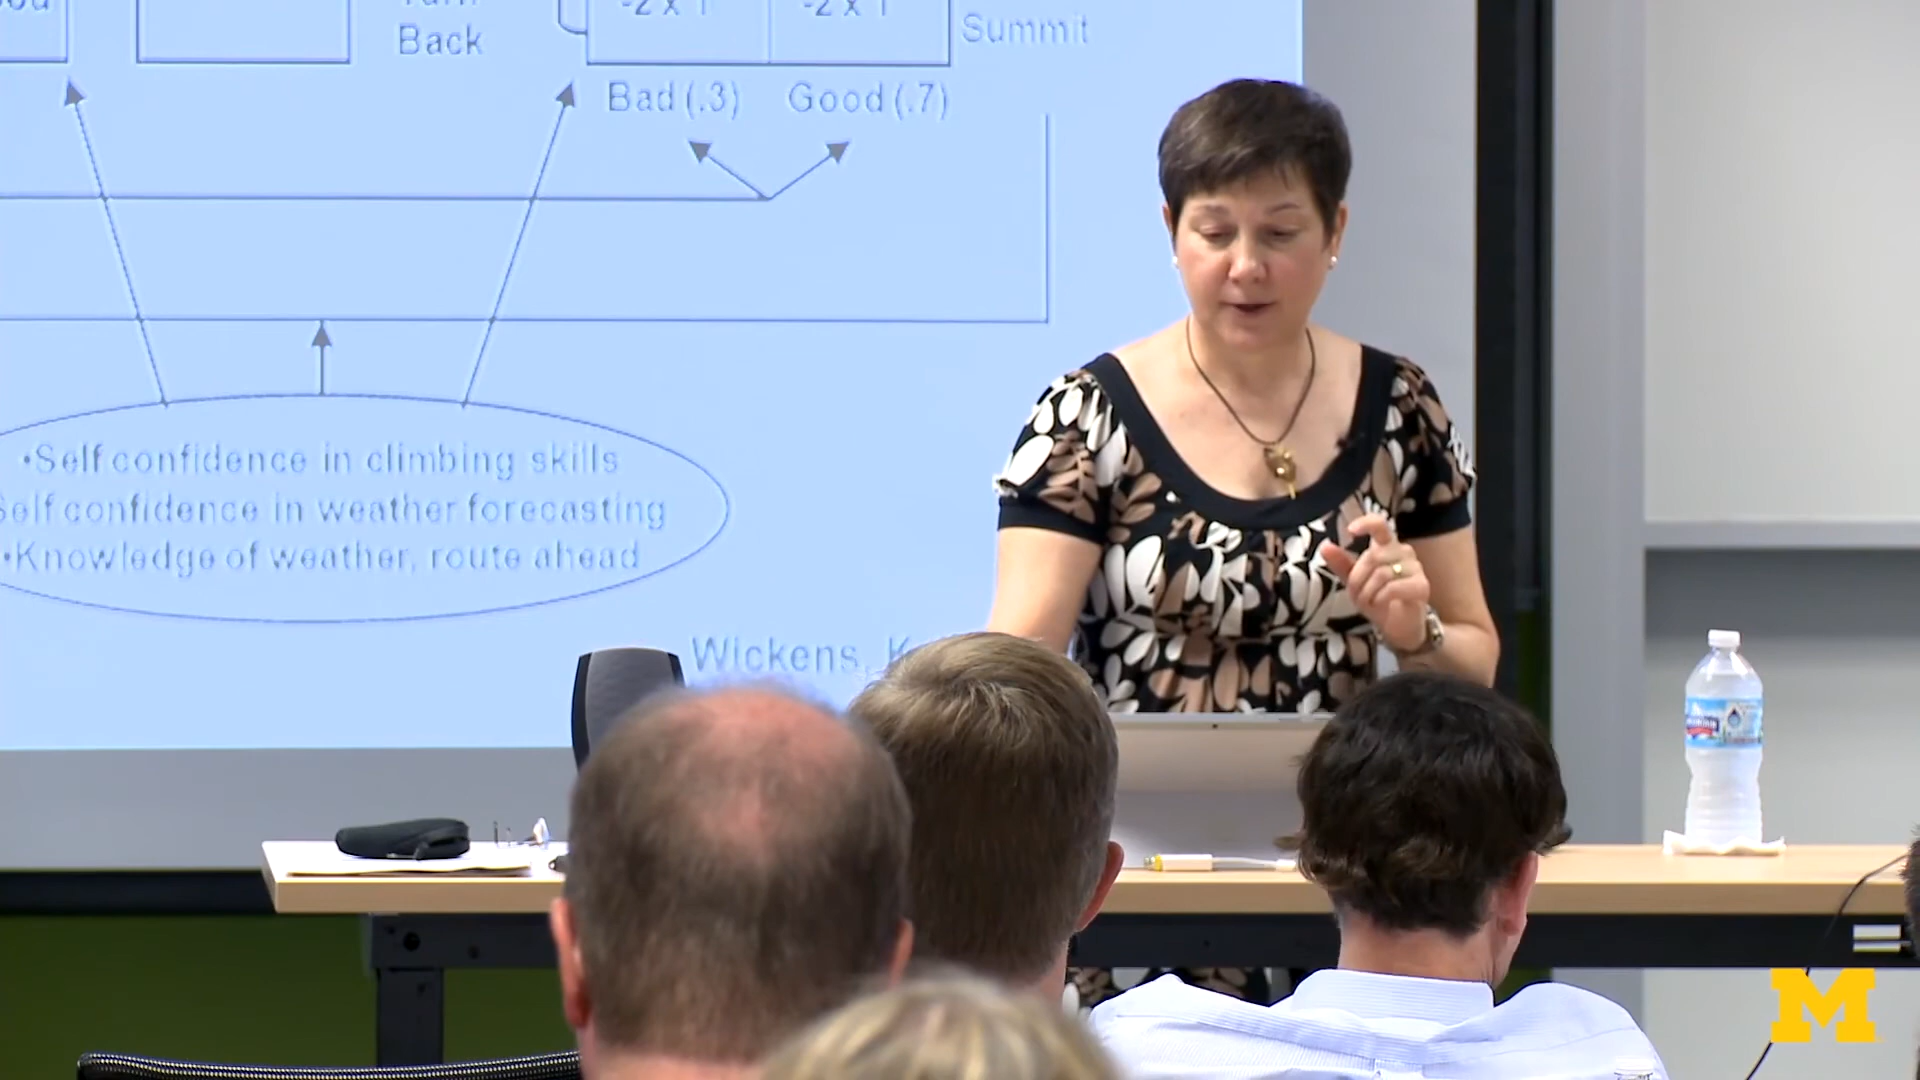 -2 x 1 -2 x 1
Back
Summit
Bad (.3) Good (.7)
•Self confidence in climbing skills
Self confidence in weather forecasting
•Knowledge of weather, route ahead
Wickens,
M